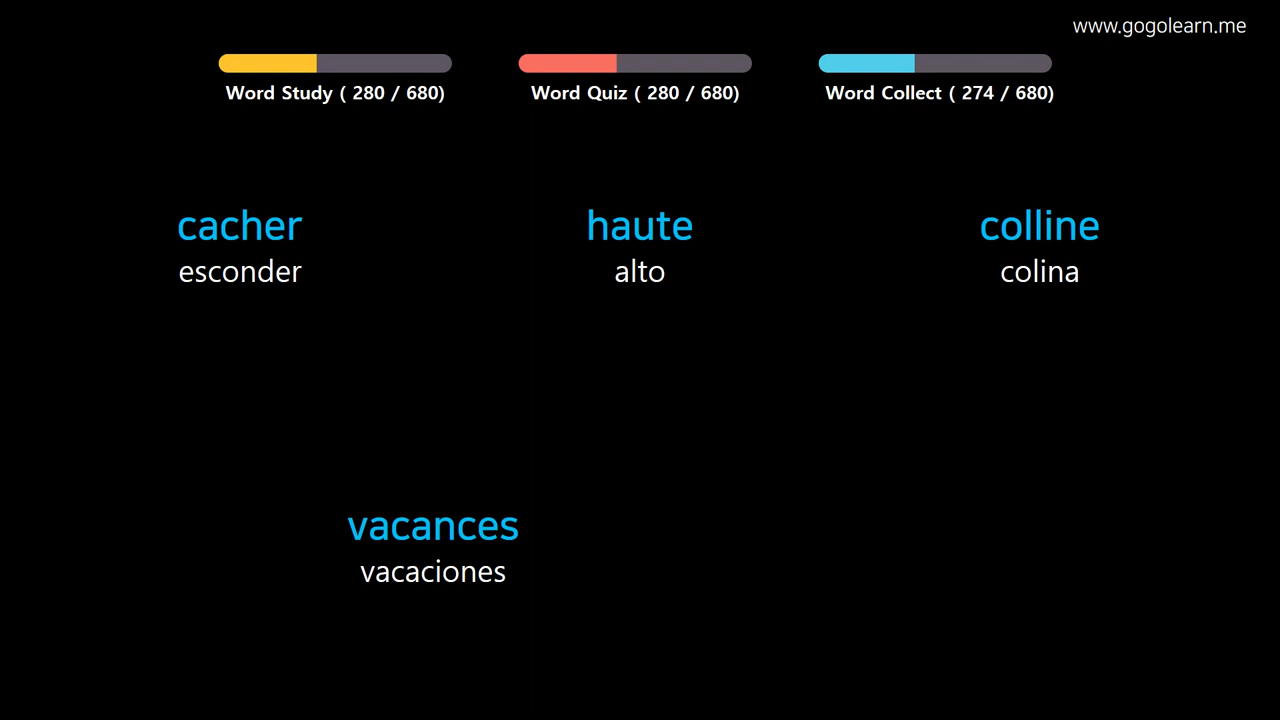 www.gogolearn.me
Word Study ( 280 / 680)
Word Quiz ( 280 / 680)
Word Collect ( 274 / 680)
cacher
esconder
haute
alto
colline
colina
vacances
vacaciones